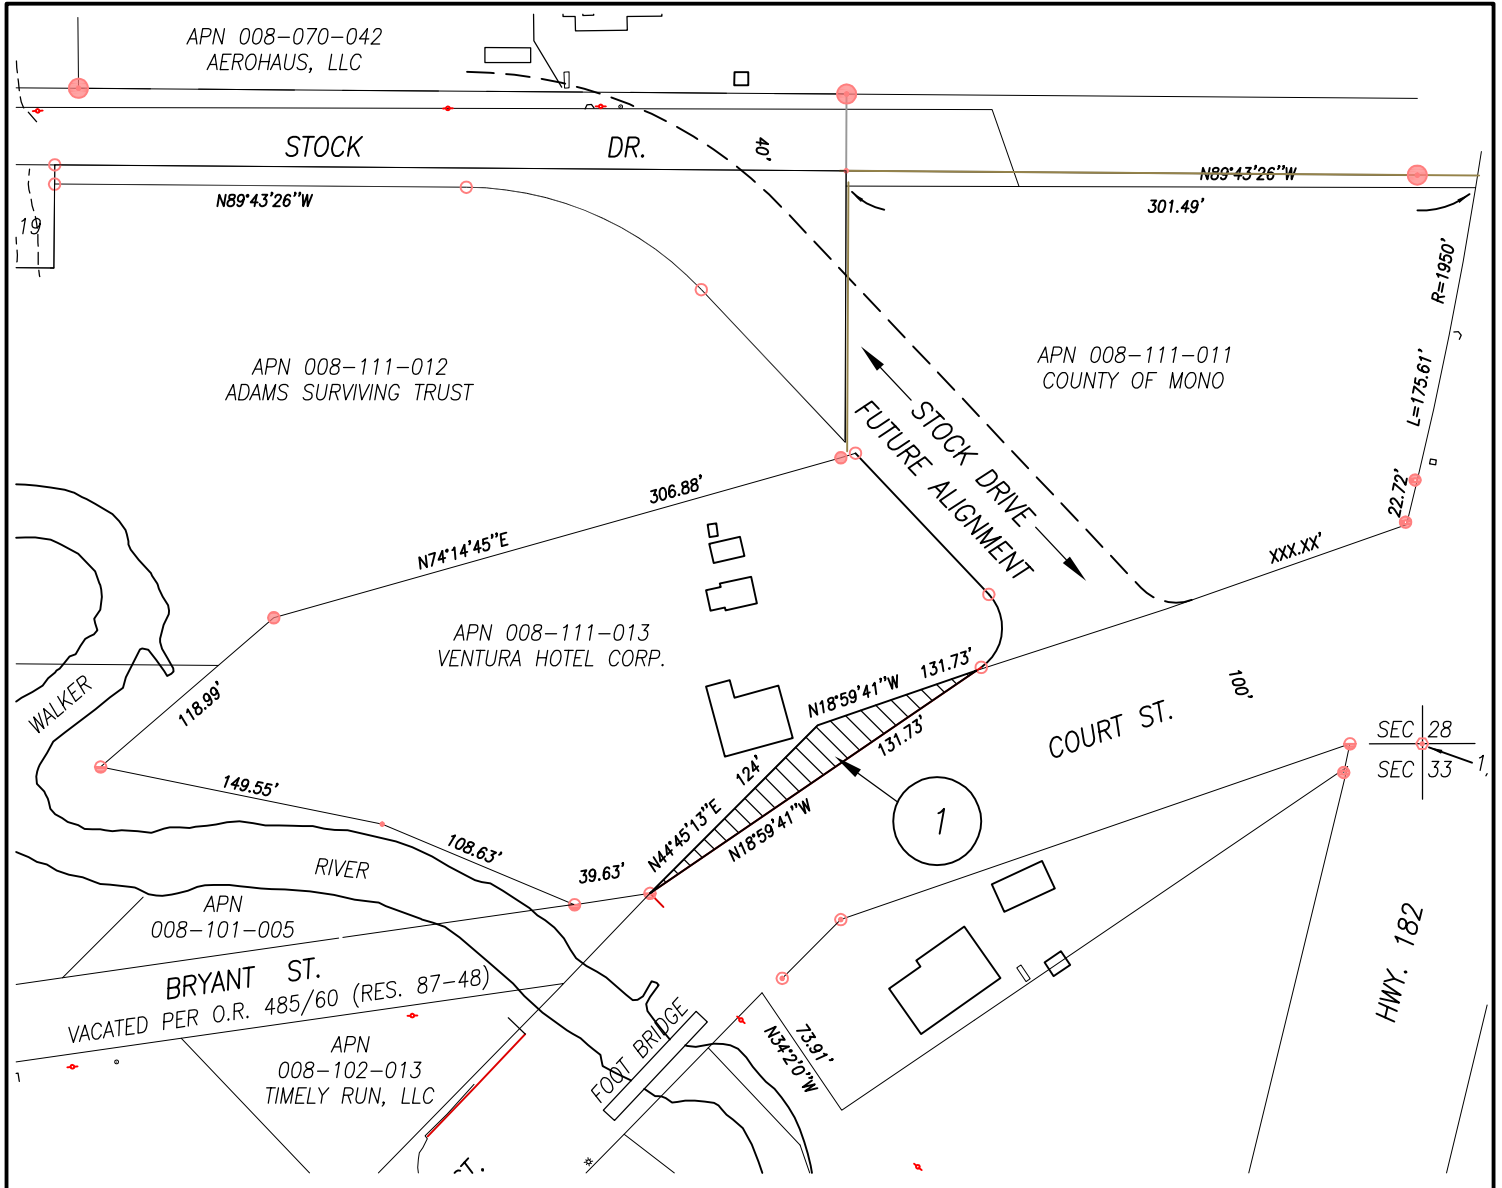 APN 008-070-042
AEROHAUS, LLC
STOCK DR.
40'
N89°43'26"W
N89°43'26"W
301.49'
19
R=1950'
L=175.61'
22.72'
APN 008-111-012
ADAMS SURVIVING TRUST
APN 008-111-011
COUNTY OF MONO
STOCK DRIVE
FUTURE ALIGNMENT
306.88'
N74°14'45"E
XXX.XX'
APN 008-111-013
VENTURA HOTEL CORP.
WALKER
118.99'
149.55'
108.63'
39.63'
RIVER
131.73'
N18°59'41"W
131.73'
N18°59'41"W
124'
N44°45'13"E
1
COURT ST.
100'
SEC 28
SEC 33
1,
APN
008-101-005
BRYANT ST.
VACATED PER O.R. 485/60 (RES. 87-48)
APN
008-102-013
TIMELY RUN, LLC
FOOT BRIDGE
73.91'
N34°2'0"W
HWY. 182
ST.